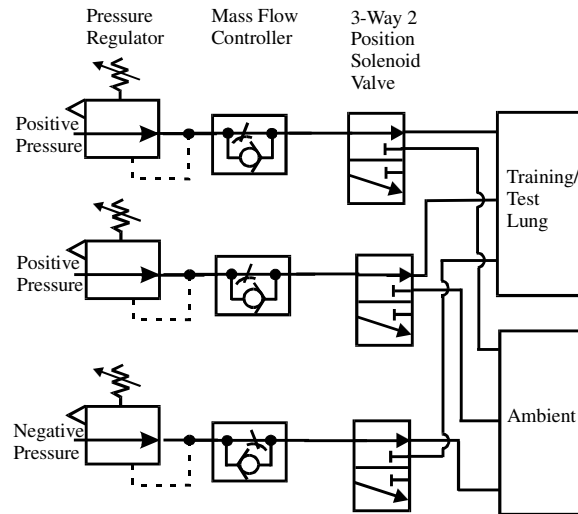 Pressure
Regulator
Mass Flow
Controller
3-Way 2
Position
Solenoid
Valve
Positive
Pressure
Training/
Test
Lung
Positive
Pressure
Negative
Pressure
Ambient